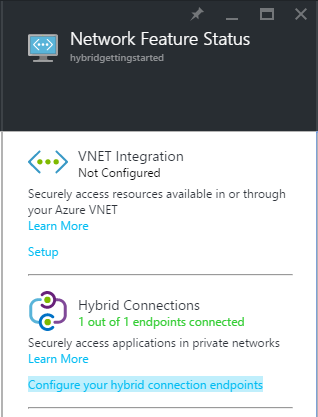 Network Feature Status
hybridgettingstarted
VNET Integration
Not Configured
Securely access resources available in or through
your Azure VNET
Learn More
Setup
Hybrid Connections
1 out of 1 endpoints connected
Securely access applications in private networks
Learn More
Configure your hybrid connection endpoints